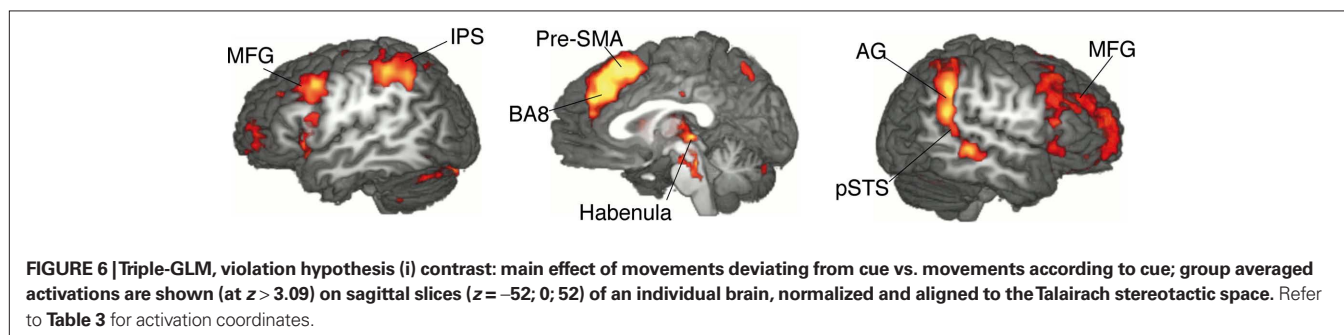 MFG
IPS
Pre-SMA
BA8
Habenula
AG
MFG
pSTS
FIGURE 6 | Triple-GLM, violation hypothesis (i) contrast: main effect of movements deviating from cue vs. movements according to cue; group averaged
activations are shown (at z > 3.09) on sagittal slices (z = −52; 0; 52) of an individual brain, normalized and aligned to the Talairach stereotactic space. Refer
to Table 3 for activation coordinates.